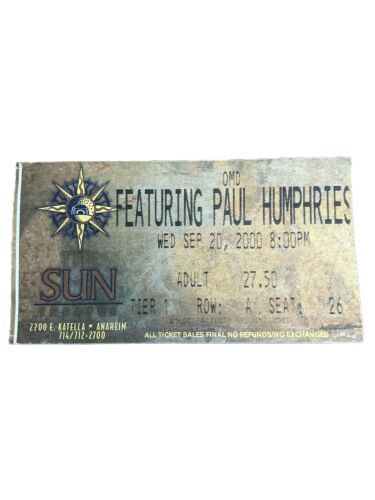 OMD
FEATURING PAUL HUMPHRIES
WED SEP 20, 2000 8:00PM
THE
SUN
THEATRE
ADULT 27.50
TIER 1 ROW: A SEAT: 26
2200 E. KATELLA * ANAHEIM
714/712-2700
ALL TICKET SALES FINAL NO REFUNDS/NO EXCHANGES